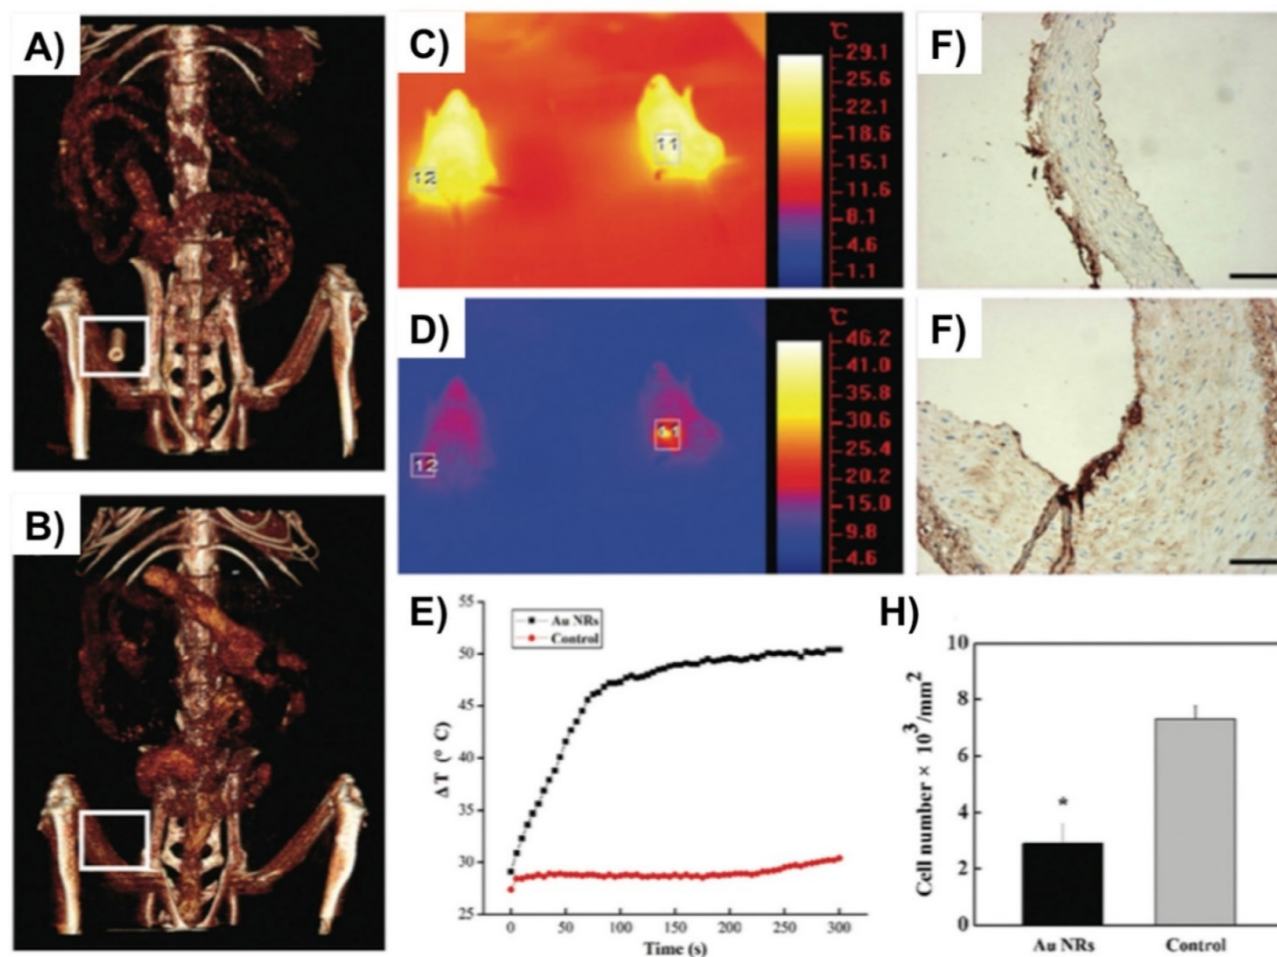 A)
B)
C)
12
11
°C
29.1
25.6
22.1
18.6
15.1
11.6
8.1
4.6
1.1
D)
12
11
°C
46.2
41.0
35.8
30.6
25.4
20.2
15.0
9.8
4.6
E)
Au NRs
Control
55
50
45
40
35
30
25
Δ T (° C)
0
50
100
150
200
250
300
Time (s)
F)
F)
H)
10
8
6
4
2
0
Cell number × 10³/mm²
*
Au NRs
Control